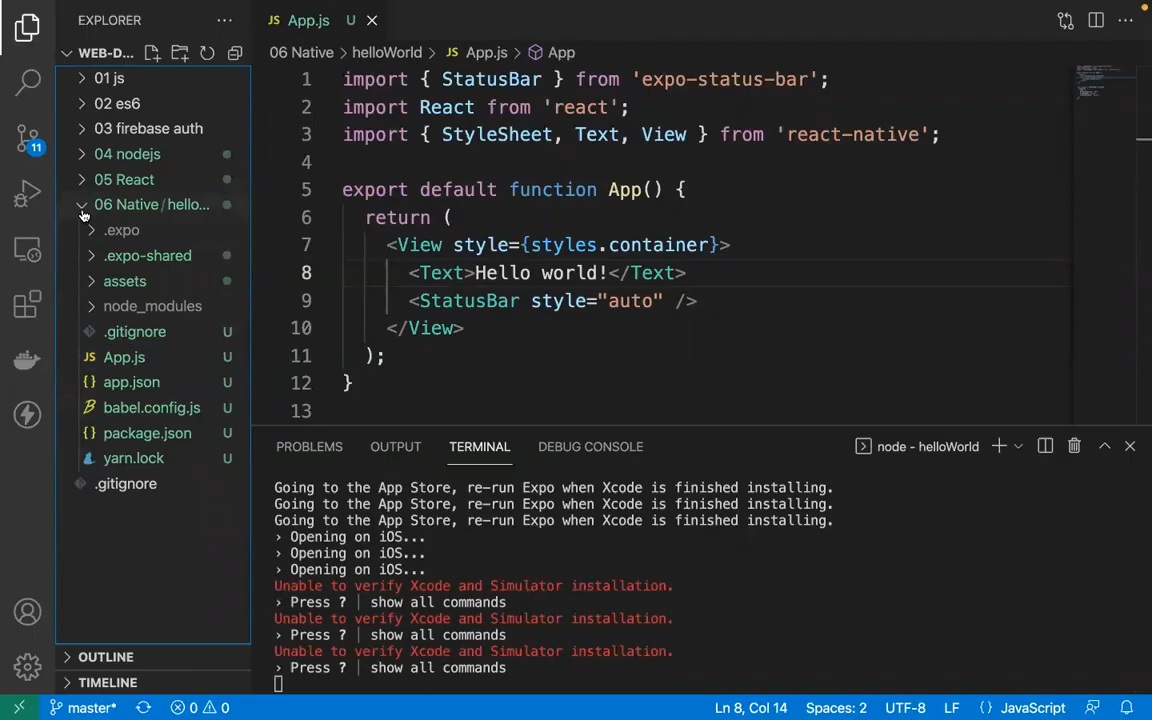 EXPLORER
WEB-D...
01 js
02 es6
03 firebase auth
04 nodejs
05 React
06 Native / hello...
.expo
.expo-shared
assets
node_modules
.gitignore U
JS App.js U
{} app.json U
babel.config.js U
{} package.json U
yarn.lock U
.gitignore
OUTLINE
TIMELINE
11
JS App.js U
06 Native > helloWorld > JS App.js > App
1 import { StatusBar } from 'expo-status-bar';
2 import React from 'react';
3 import { StyleSheet, Text, View } from 'react-native';
4
5 export default function App() {
6 return (
7 <View style={styles.container}>
8 <Text>Hello world!</Text>
9 <StatusBar style="auto" />
10 </View>
11 );
12 }
13
PROBLEMS OUTPUT TERMINAL DEBUG CONSOLE node - helloWorld
Going to the App Store, re-run Expo when Xcode is finished installing.
Going to the App Store, re-run Expo when Xcode is finished installing.
Going to the App Store, re-run Expo when Xcode is finished installing.
› Opening on iOS...
› Opening on iOS...
› Opening on iOS...
Unable to verify Xcode and Simulator installation.
› Press ? | show all commands
Unable to verify Xcode and Simulator installation.
› Press ? | show all commands
Unable to verify Xcode and Simulator installation.
› Press ? | show all commands
master* 0 0 Ln 8, Col 14 Spaces: 2 UTF-8 LF {} JavaScript